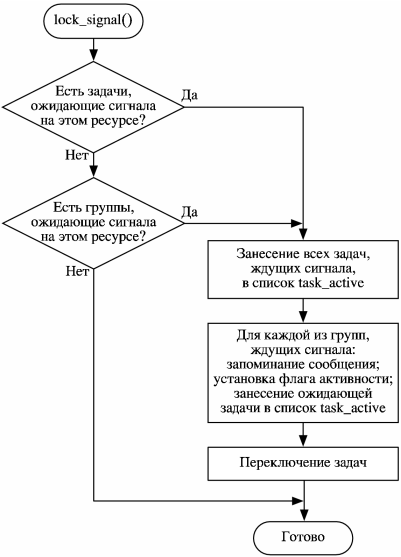 lock_signal()
Есть задачи,
ожидающие сигнала
на этом ресурсе?
Да
Нет
Есть группы,
ожидающие сигнала
на этом ресурсе?
Да
Нет
Занесение всех задач,
ждущих сигнала,
в список task_active
Для каждой из групп,
ждущих сигнала:
запоминание сообщения;
установка флага активности;
занесение ожидающей
задачи в список task_active
Переключение задач
Готово